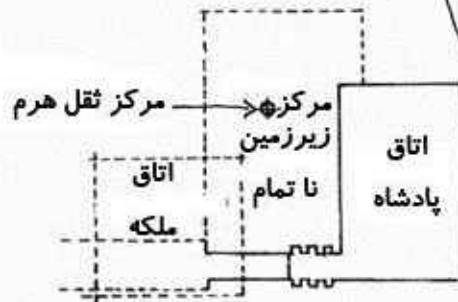 مرکز ثقل هرم
مرکز
زیرزمین
نا تمام
اتاق
پادشاه
اتاق
ملکه